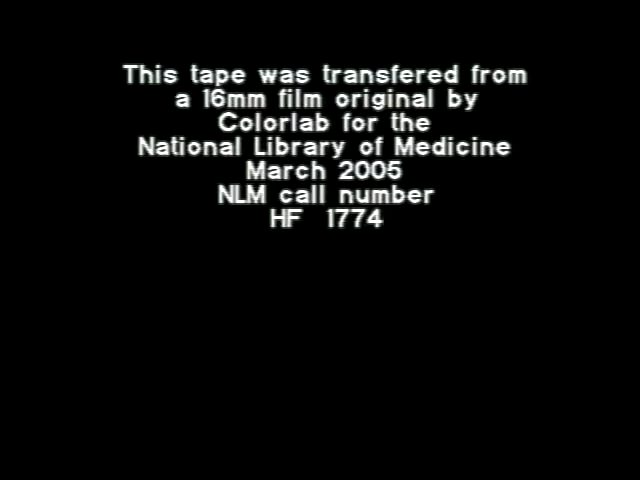 This tape was transfered from
a 16mm film original by
Colorlab for the
National Library of Medicine
March 2005
NLM call number
HF 1774